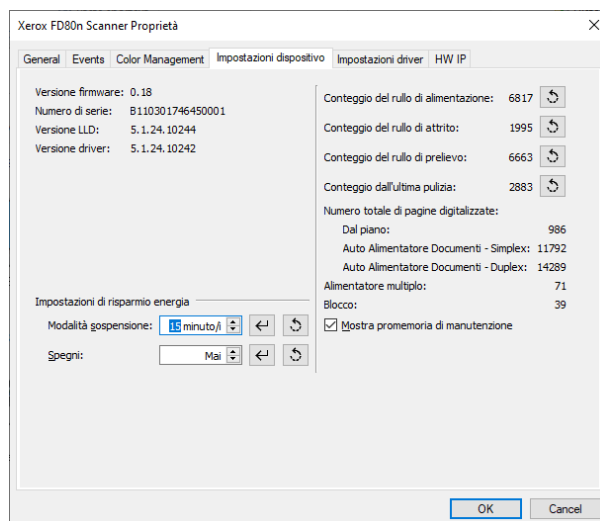 Xerox FD80n Scanner Proprietà
General Events Color Management Impostazioni dispositivo Impostazioni driver HW IP
Versione firmware: 0.18
Numero di serie: B110301746450001
Versione LLD: 5.1.24.10244
Versione driver: 5.1.24.10242
Impostazioni di risparmio energia
Modalità sospensione: 15 minuto/i
Spegni: Mai
Conteggio del rullo di alimentazione: 6817
Conteggio del rullo di attrito: 1995
Conteggio del rullo di prelievo: 6663
Conteggio dall'ultima pulizia: 2883
Numero totale di pagine digitalizzate:
Dal piano: 986
Auto Alimentatore Documenti - Simplex: 11792
Auto Alimentatore Documenti - Duplex: 14289
Alimentatore multiplo: 71
Blocco: 39
Mostra promemoria di manutenzione
OK Cancel